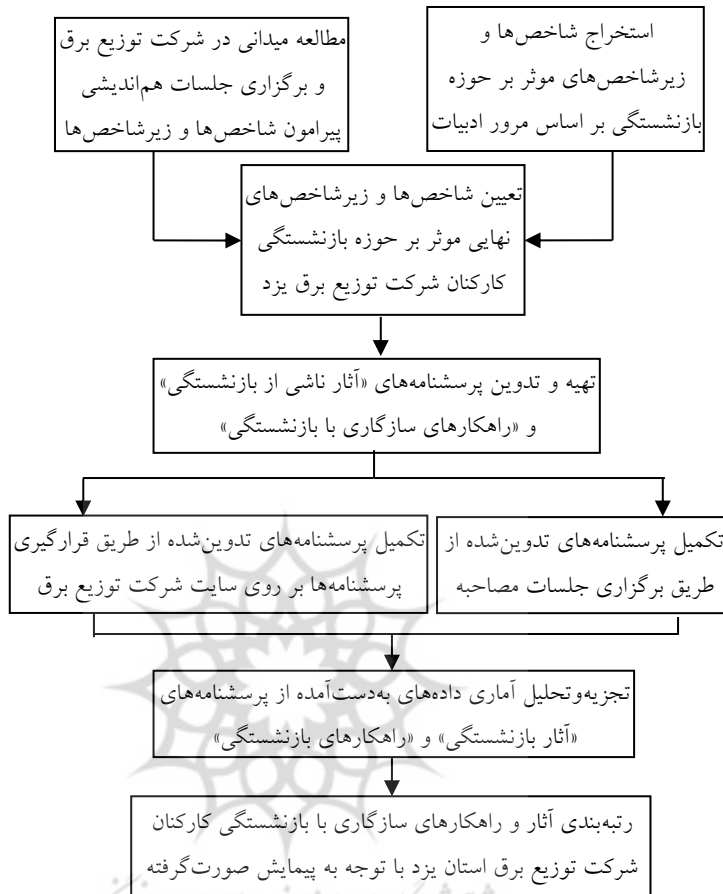 استخراج شاخص‌ها و
زیرشاخص‌های موثر بر حوزه
بازنشستگی بر اساس مرور ادبیات
مطالعه میدانی در شرکت توزیع برق
و برگزاری جلسات هم‌اندیشی
پیرامون شاخص‌ها و زیرشاخص‌ها
تعیین شاخص‌ها و زیرشاخص‌های
نهایی موثر بر حوزه بازنشستگی
کارکنان شرکت توزیع برق یزد
تهیه و تدوین پرسشنامه‌های «آثار ناشی از بازنشستگی»
و «راهکارهای سازگاری با بازنشستگی»
تکمیل پرسشنامه‌های تدوین‌شده از
طریق برگزاری جلسات مصاحبه
تکمیل پرسشنامه‌های تدوین‌شده از طریق قرارگیری
پرسشنامه‌ها بر روی سایت شرکت توزیع برق
تجزیه‌وتحلیل آماری داده‌های به‌دست‌آمده از پرسشنامه‌های
«آثار بازنشستگی» و «راهکارهای بازنشستگی»
رتبه‌بندی آثار و راهکارهای سازگاری با بازنشستگی کارکنان
شرکت توزیع برق استان یزد با توجه به پیمایش صورت‌گرفته